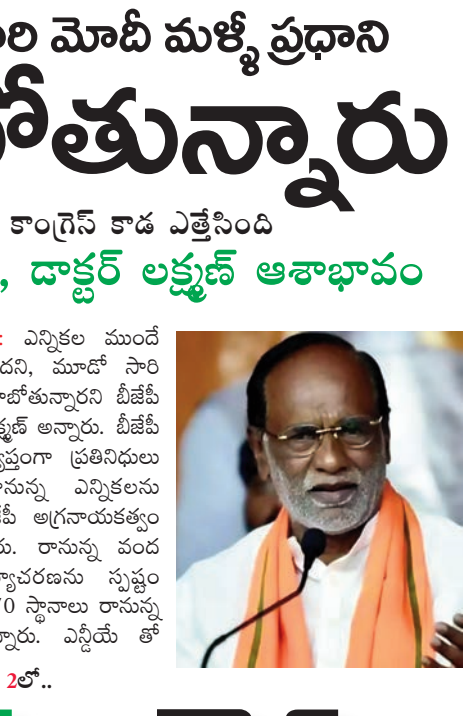 రి మోదీ మళ్ళీ ప్రధాని
బోతున్నారు
కాంగ్రెస్ కాడ ఎత్తేసింది
, డాక్టర్ లక్ష్మణ్ ఆశాభావం
: ఎన్నికల ముందే
దని, మూడో సారి
బోతున్నారని బీజేపీ
క్ష్మణ్ అన్నారు. బీజేపీ
ప్తంగా ప్రతినిధులు
నున్న ఎన్నికలను
పీ అగ్రనాయకత్వం
రు. రానున్న వంద
్యాచరణను స్పష్టం
70 స్థానాలు రానున్న
న్నారు. ఎన్డీయే తో
2లో..